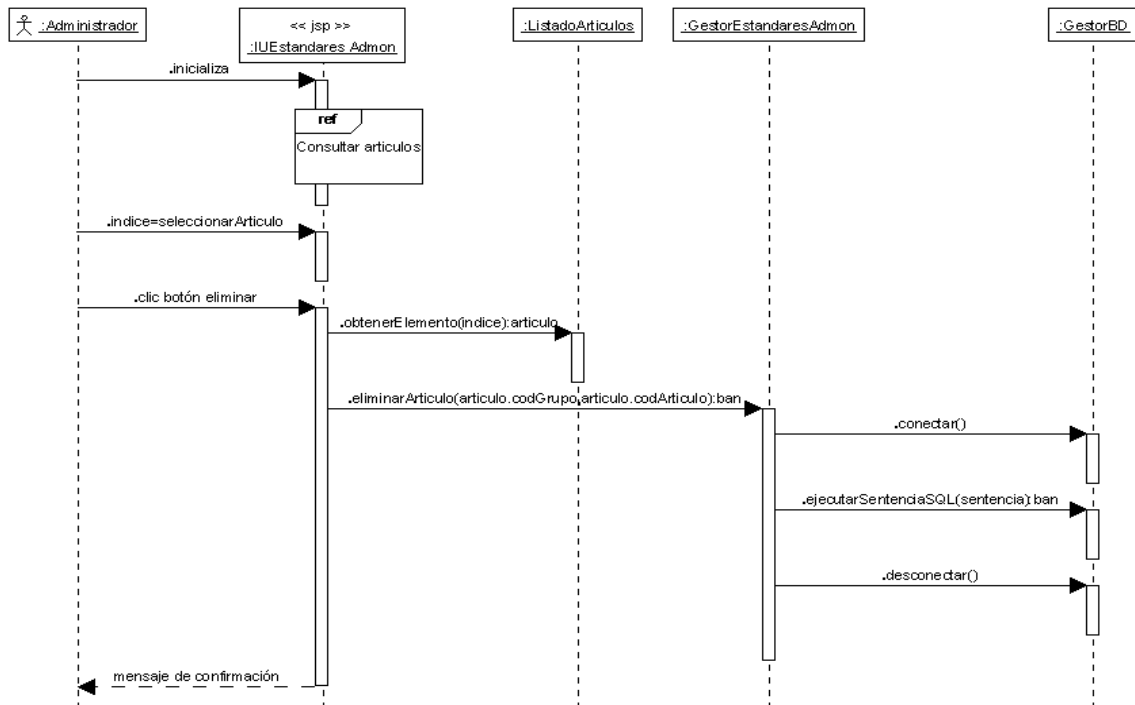 :Administrador
<< jsp >>
:IUEstandares Admon
:ListadoArticulos
:GestorEstandaresAdmon
:GestorBD
.inicializa
ref
Consultar articulos
.indice=seleccionarArticulo
.clic botón eliminar
.obtenerElemento(indice):articulo
.eliminarArticulo(articulo.codGrupo,articulo.codArticulo):ban
.conectar()
.ejecutarSentenciaSQL(sentencia):ban
.desconectar()
mensaje de confirmación